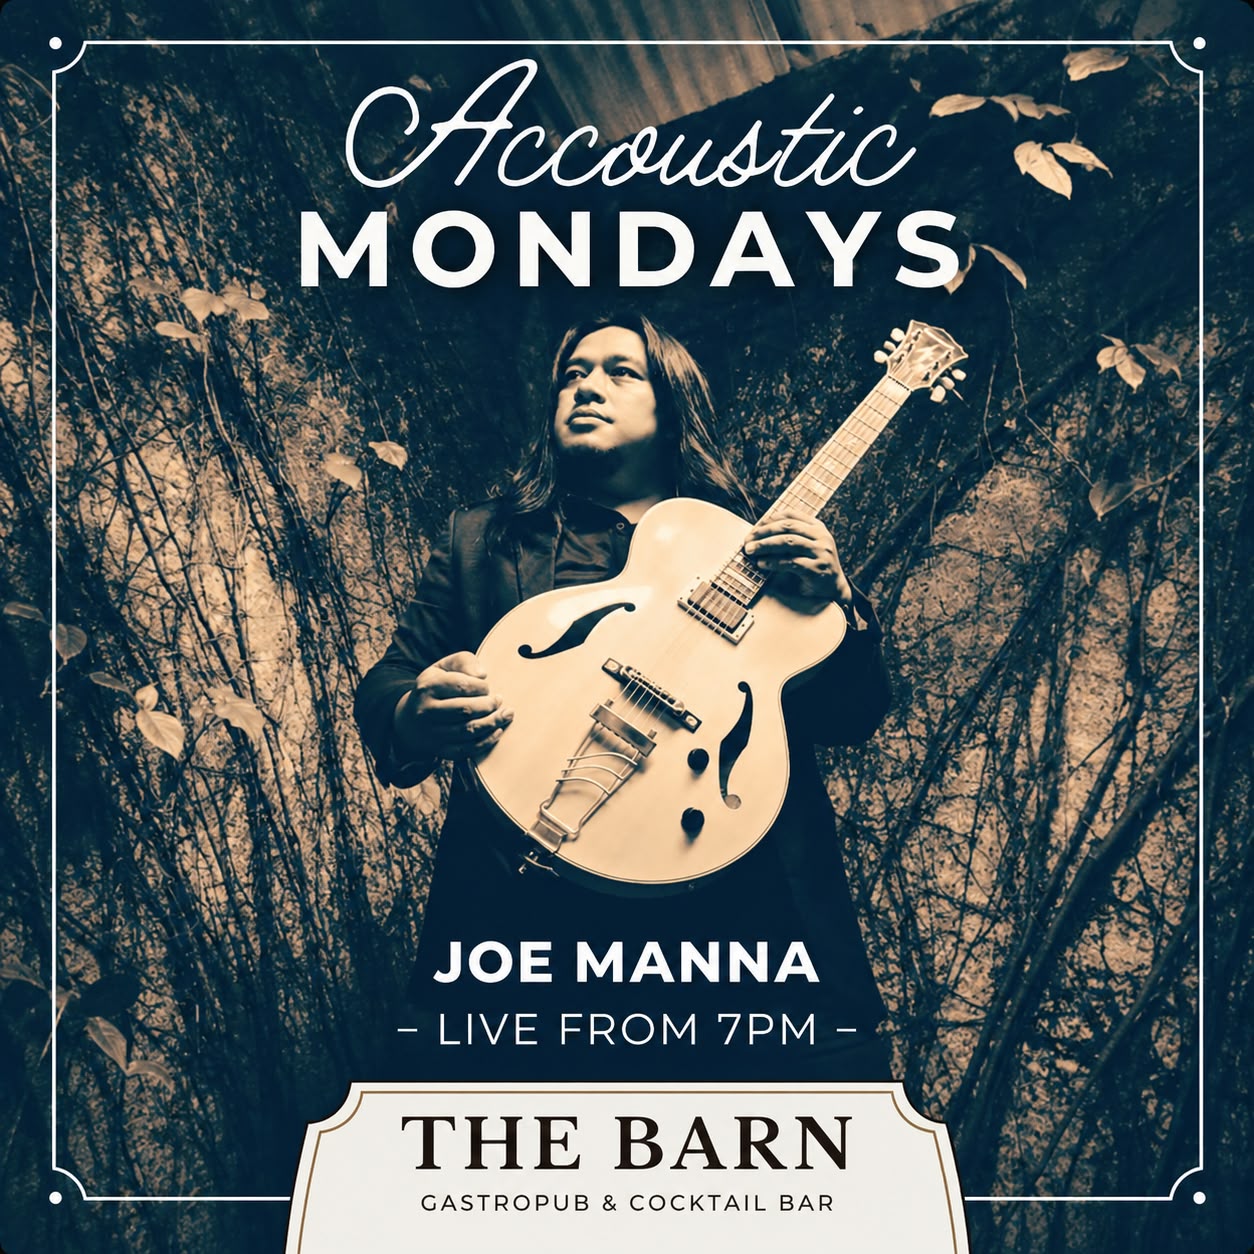 Accoustic
MONDAYS
JOE MANNA
– LIVE FROM 7PM –
THE BARN
GASTROPUB & COCKTAIL BAR